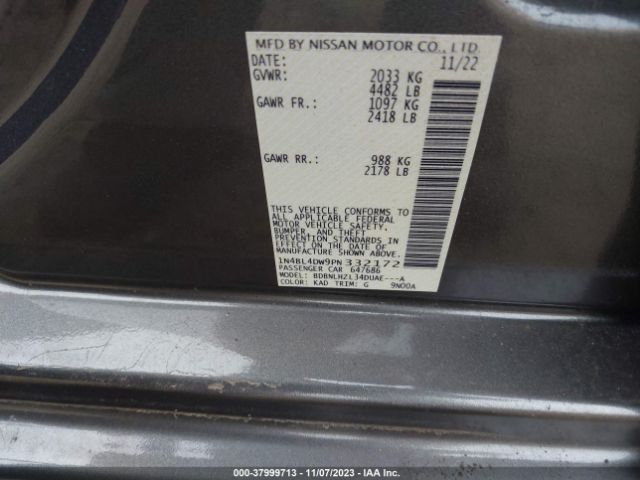 MFD BY NISSAN MOTOR CO., LTD.
DATE: 11/22
GVWR: 2033 KG
4482 LB
GAWR FR.: 1097 KG
2418 LB
GAWR RR.: 988 KG
2178 LB
THIS VEHICLE CONFORMS TO
ALL APPLICABLE FEDERAL
MOTOR VEHICLE SAFETY,
BUMPER, AND THEFT
PREVENTION STANDARDS IN
EFFECT ON THE DATE OF
MANUFACTURE SHOWN ABOVE.
1N4BL4DW9PN332172
PASSENGER CAR 647686
MODEL: BDBNLHZL34DUAE---A
COLOR: KAD TRIM: G 9N00A
000-37999713 - 11/07/2023 - IAA Inc.